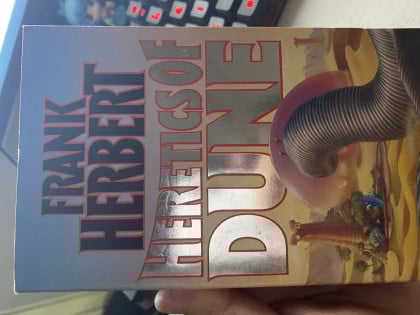 FRANK
HERBERT
HERETICS OF
DUNE